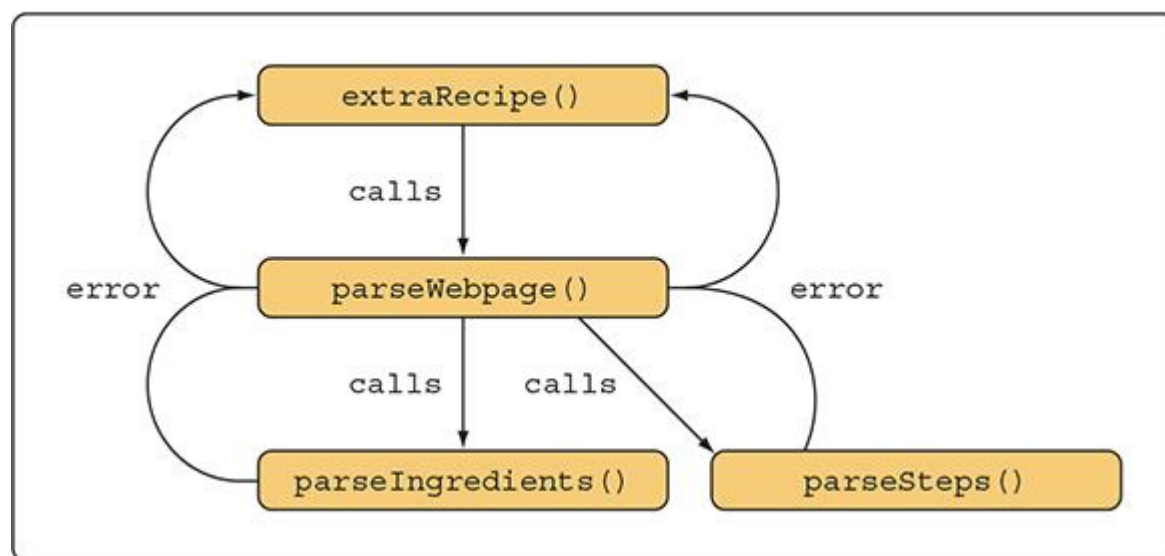 extraRecipe()
calls
error
parseWebpage()
error
calls
calls
parseIngredients()
parseSteps()